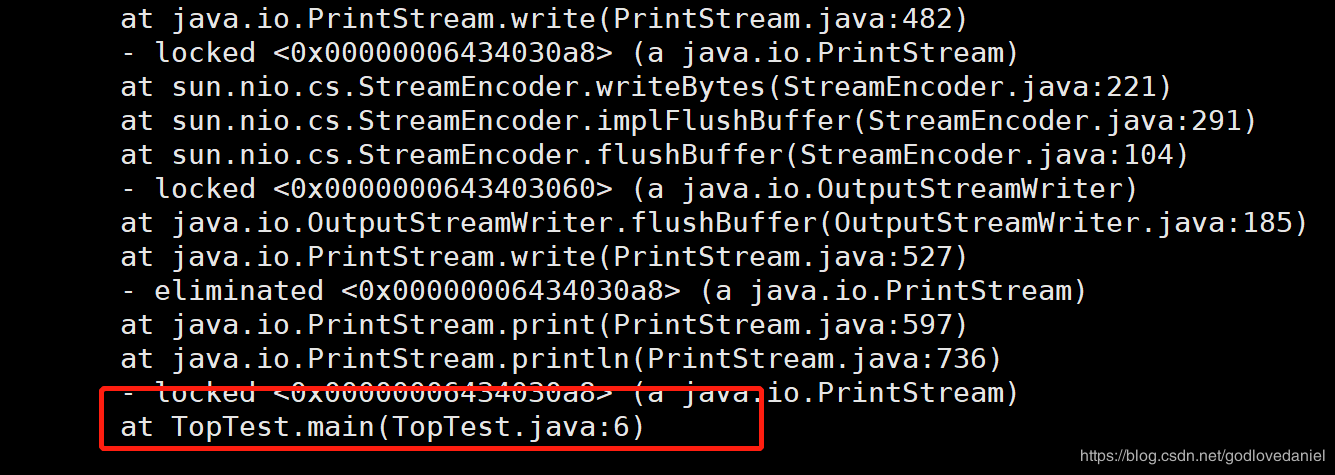 at java.io.PrintStream.write(PrintStream.java:482)
- locked <0x00000006434030a8> (a java.io.PrintStream)
at sun.nio.cs.StreamEncoder.writeBytes(StreamEncoder.java:221)
at sun.nio.cs.StreamEncoder.implFlushBuffer(StreamEncoder.java:291)
at sun.nio.cs.StreamEncoder.flushBuffer(StreamEncoder.java:104)
- locked <0x0000000643403060> (a java.io.OutputStreamWriter)
at java.io.OutputStreamWriter.flushBuffer(OutputStreamWriter.java:185)
at java.io.PrintStream.write(PrintStream.java:527)
- eliminated <0x00000006434030a8> (a java.io.PrintStream)
at java.io.PrintStream.print(PrintStream.java:597)
at java.io.PrintStream.println(PrintStream.java:736)
- locked <0x00000006434030a8> (a java.io.PrintStream)
at TopTest.main(TopTest.java:6)
https://blog.csdn.net/godlovedaniel